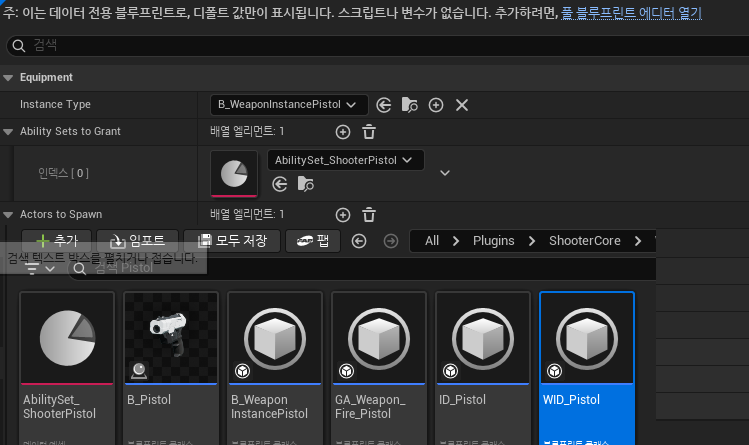 주: 이는 데이터 전용 블루프린트로, 디폴트 값만이 표시됩니다. 스크립트나 변수가 없습니다. 추가하려면, 풀 블루프린트 에디터 열기
검색
Equipment
Instance Type B_WeaponInstancePistol
Ability Sets to Grant 배열 엘리먼트: 1
인덱스 [ 0 ] AbilitySet_ShooterPistol
Actors to Spawn 배열 엘리먼트: 1
추가 임포트 모두 저장 팹 All Plugins ShooterCore
검색 텍스트 박스를 펼치거나 접습니다.
검색 Pistol
AbilitySet_
ShooterPistol
B_Pistol
B_Weapon
InstancePistol
GA_Weapon_
Fire_Pistol
ID_Pistol
WID_Pistol